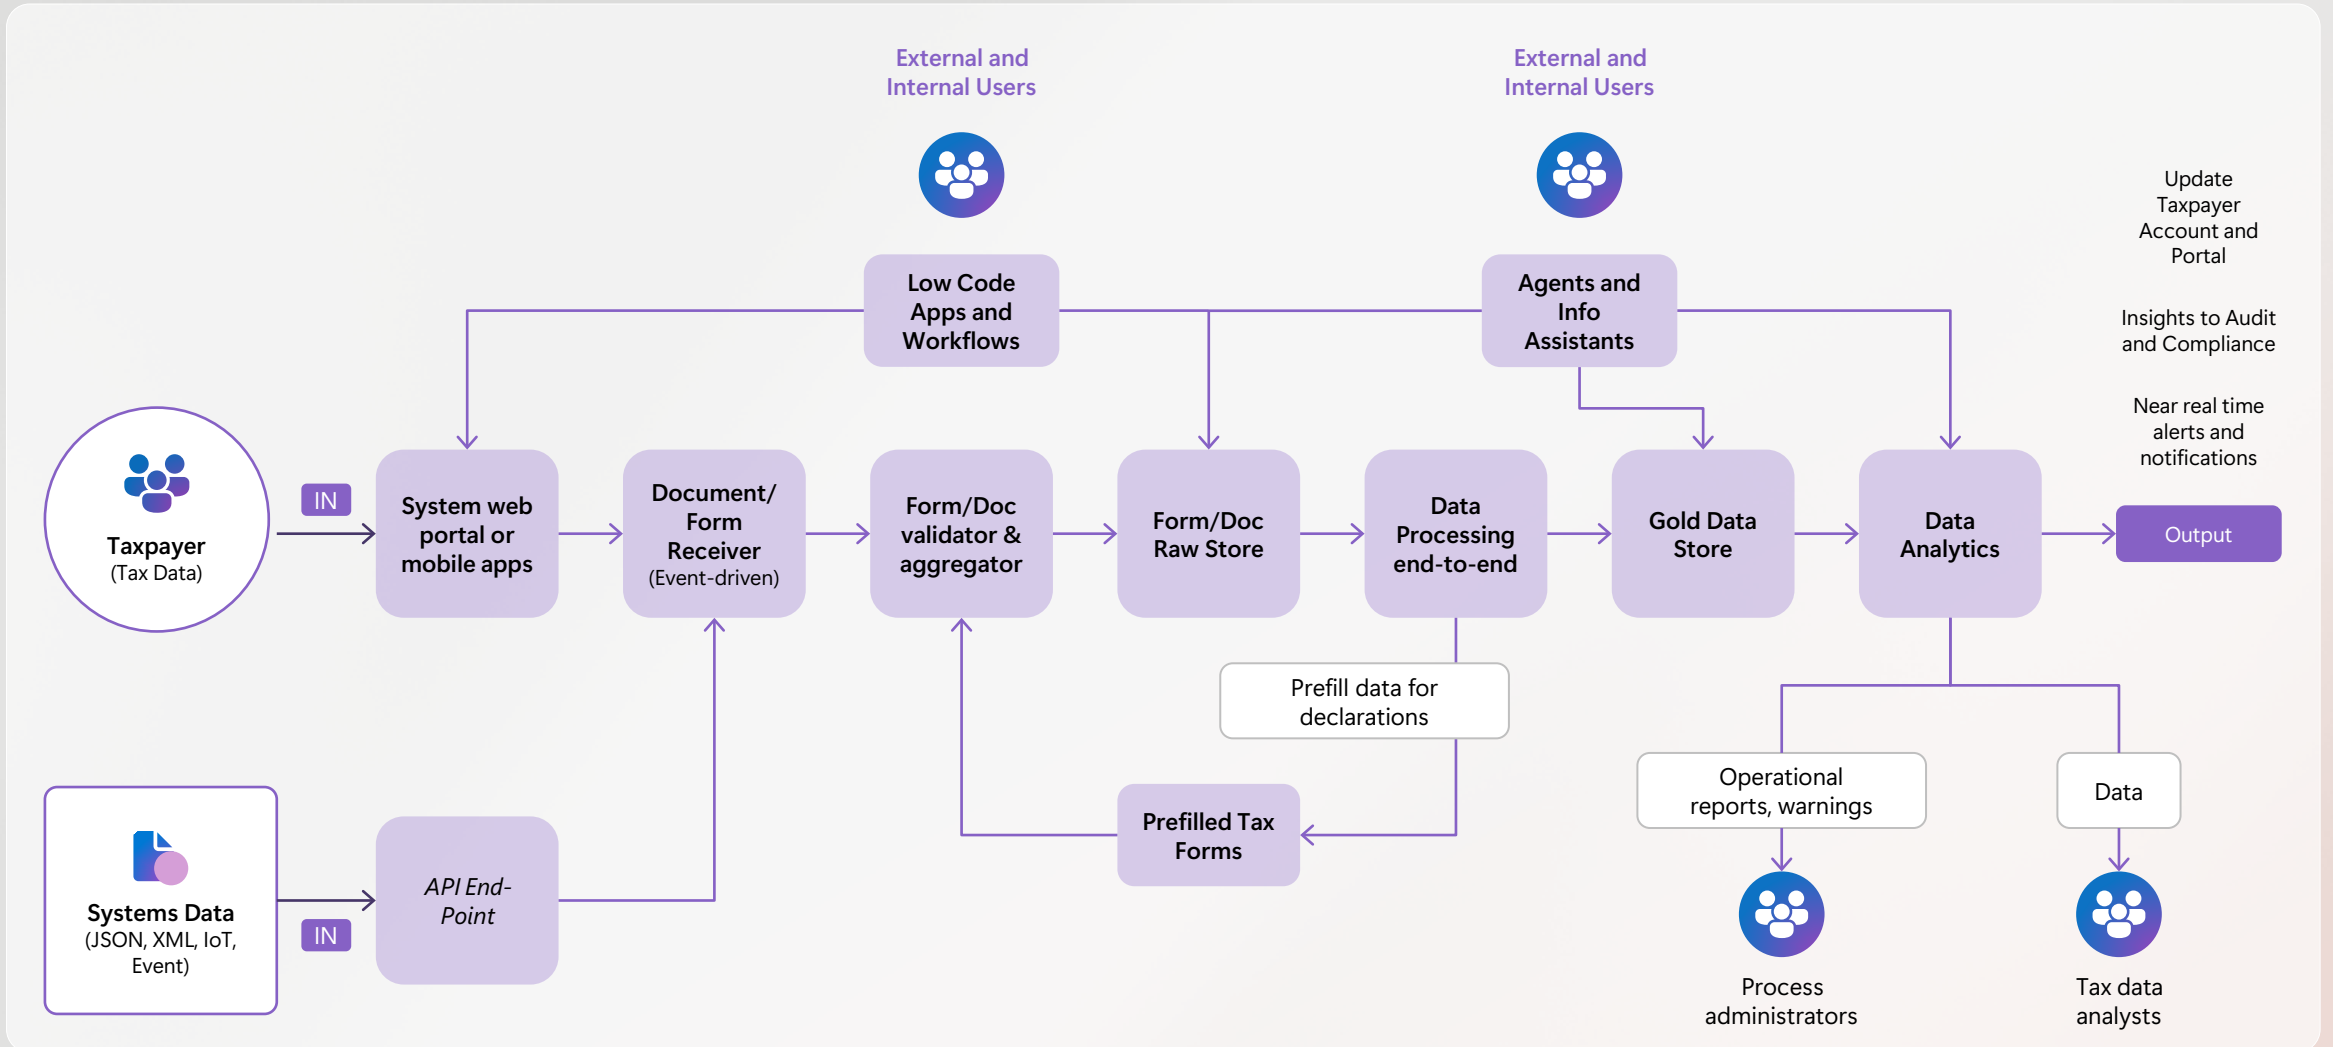 External and
Internal Users
External and
Internal Users
Update
Taxpayer
Account and
Portal
Insights to Audit
and Compliance
Near real time
alerts and
notifications
Low Code
Apps and
Workflows
Agents and
Info
Assistants
Taxpayer
(Tax Data)
IN
System web
portal or
mobile apps
Document/
Form
Receiver
(Event-driven)
Form/Doc
validator &
aggregator
Form/Doc
Raw Store
Data
Processing
end-to-end
Gold Data
Store
Data
Analytics
Output
Prefill data for
declarations
Prefilled Tax
Forms
Operational
reports, warnings
Data
Systems Data
(JSON, XML, IoT,
Event)
IN
API End-
Point
Process
administrators
Tax data
analysts